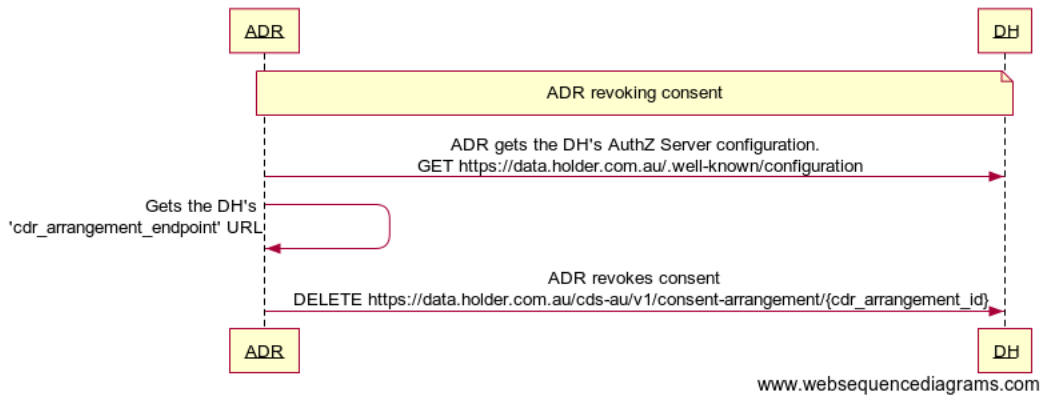 ADR
DH
ADR revoking consent
ADR gets the DH's AuthZ Server configuration.
GET https://data.holder.com.au/.well-known/configuration
Gets the DH's
'cdr_arrangement_endpoint' URL
ADR revokes consent
DELETE https://data.holder.com.au/cds-au/v1/consent-arrangement/{cdr_arrangement_id}
ADR
DH
www.websequencediagrams.com